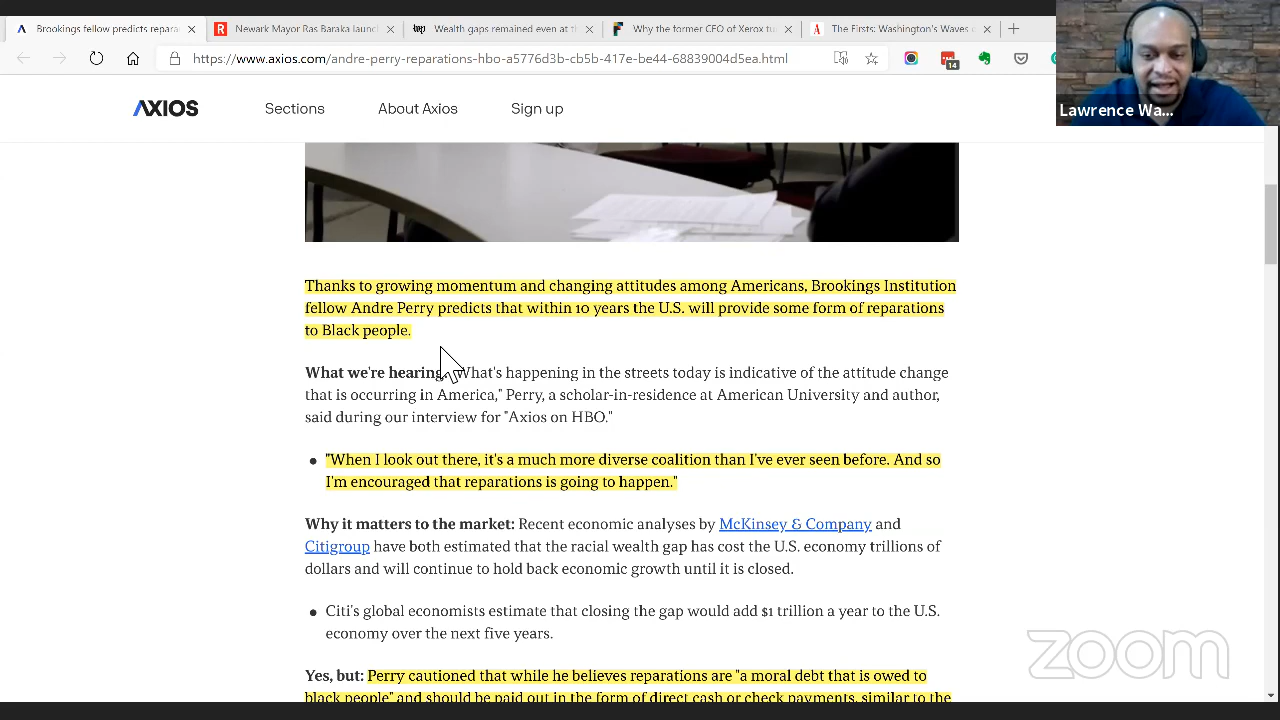 Brookings fellow predicts repara
Newark Mayor Ras Baraka launc
Wealth gaps remain even at th
Why the former CEO of Xerox tu
The Firsts: Washington's Waves o
https://www.axios.com/andre-perry-reparations-hbo-a5776d3b-cb5b-417e-be44-68839004d5ea.html
14
Lawrence Wa...
AXIOS
Sections
About Axios
Sign up
Thanks to growing momentum and changing attitudes among Americans, Brookings Institution
fellow Andre Perry predicts that within 10 years the U.S. will provide some form of reparations
to Black people.
What we're hearing: "What's happening in the streets today is indicative of the attitude change
that is occurring in America," Perry, a scholar-in-residence at American University and author,
said during our interview for "Axios on HBO."
"When I look out there, it's a much more diverse coalition than I've ever seen before. And so
I'm encouraged that reparations is going to happen."
Why it matters to the market: Recent economic analyses by McKinsey & Company and
Citigroup have both estimated that the racial wealth gap has cost the U.S. economy trillions of
dollars and will continue to hold back economic growth until it is closed.
Citi's global economists estimate that closing the gap would add $1 trillion a year to the U.S.
economy over the next five years.
Yes, but: Perry cautioned that while he believes reparations are "a moral debt that is owed to
black people" and should be paid out in the form of direct cash or check payments, similar to the
zoom